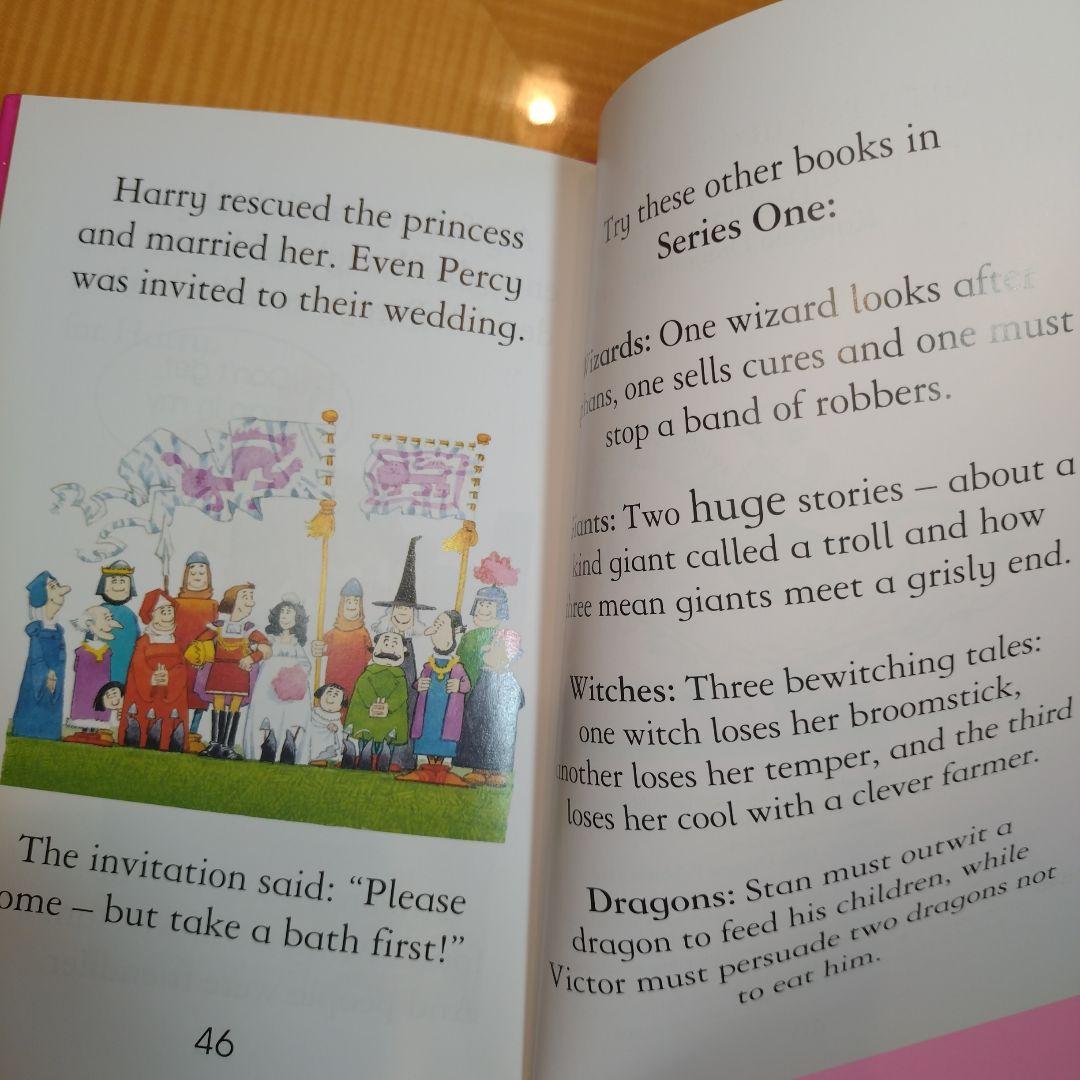 Harry rescued the princess
and married her. Even Percy
was invited to their wedding.
The invitation said: “Please
ome – but take a bath first!”
46
Try these other books in
Series One:
Wizards: One wizard looks after
phans, one sells cures and one must
stop a band of robbers.
iants: Two huge stories – about a
kind giant called a troll and how
three mean giants meet a grisly end.
Witches: Three bewitching tales:
one witch loses her broomstick,
another loses her temper, and the third
loses her cool with a clever farmer.
Dragons: Stan must outwit a
dragon to feed his children, while
Victor must persuade two dragons not
to eat him.